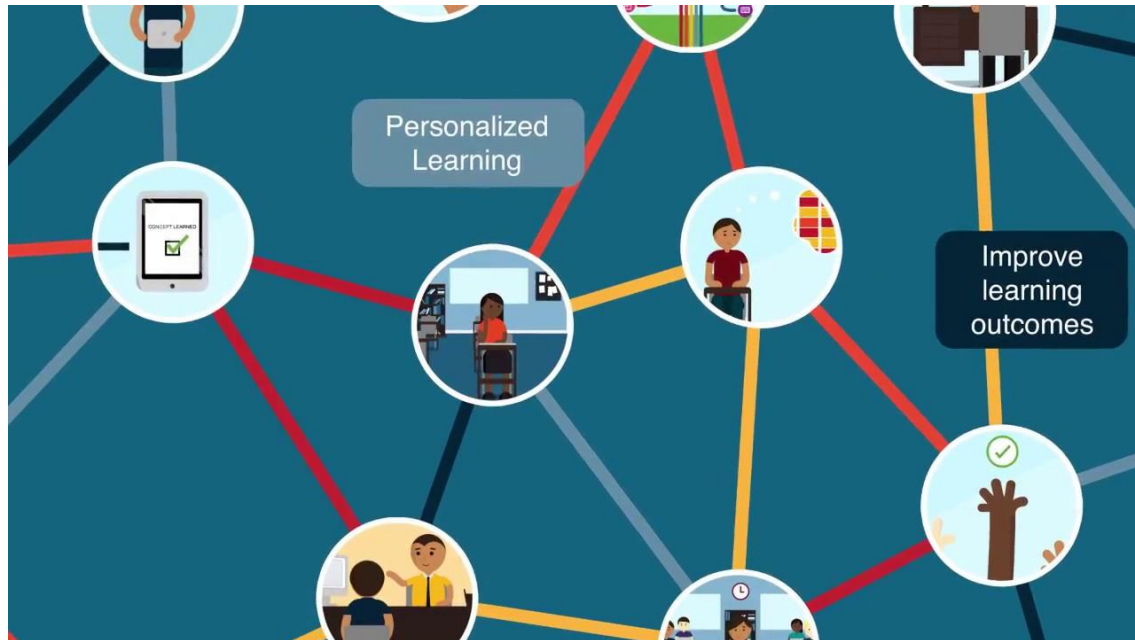 Personalized
Learning
CONCEPT LEARNED
Improve
learning
outcomes